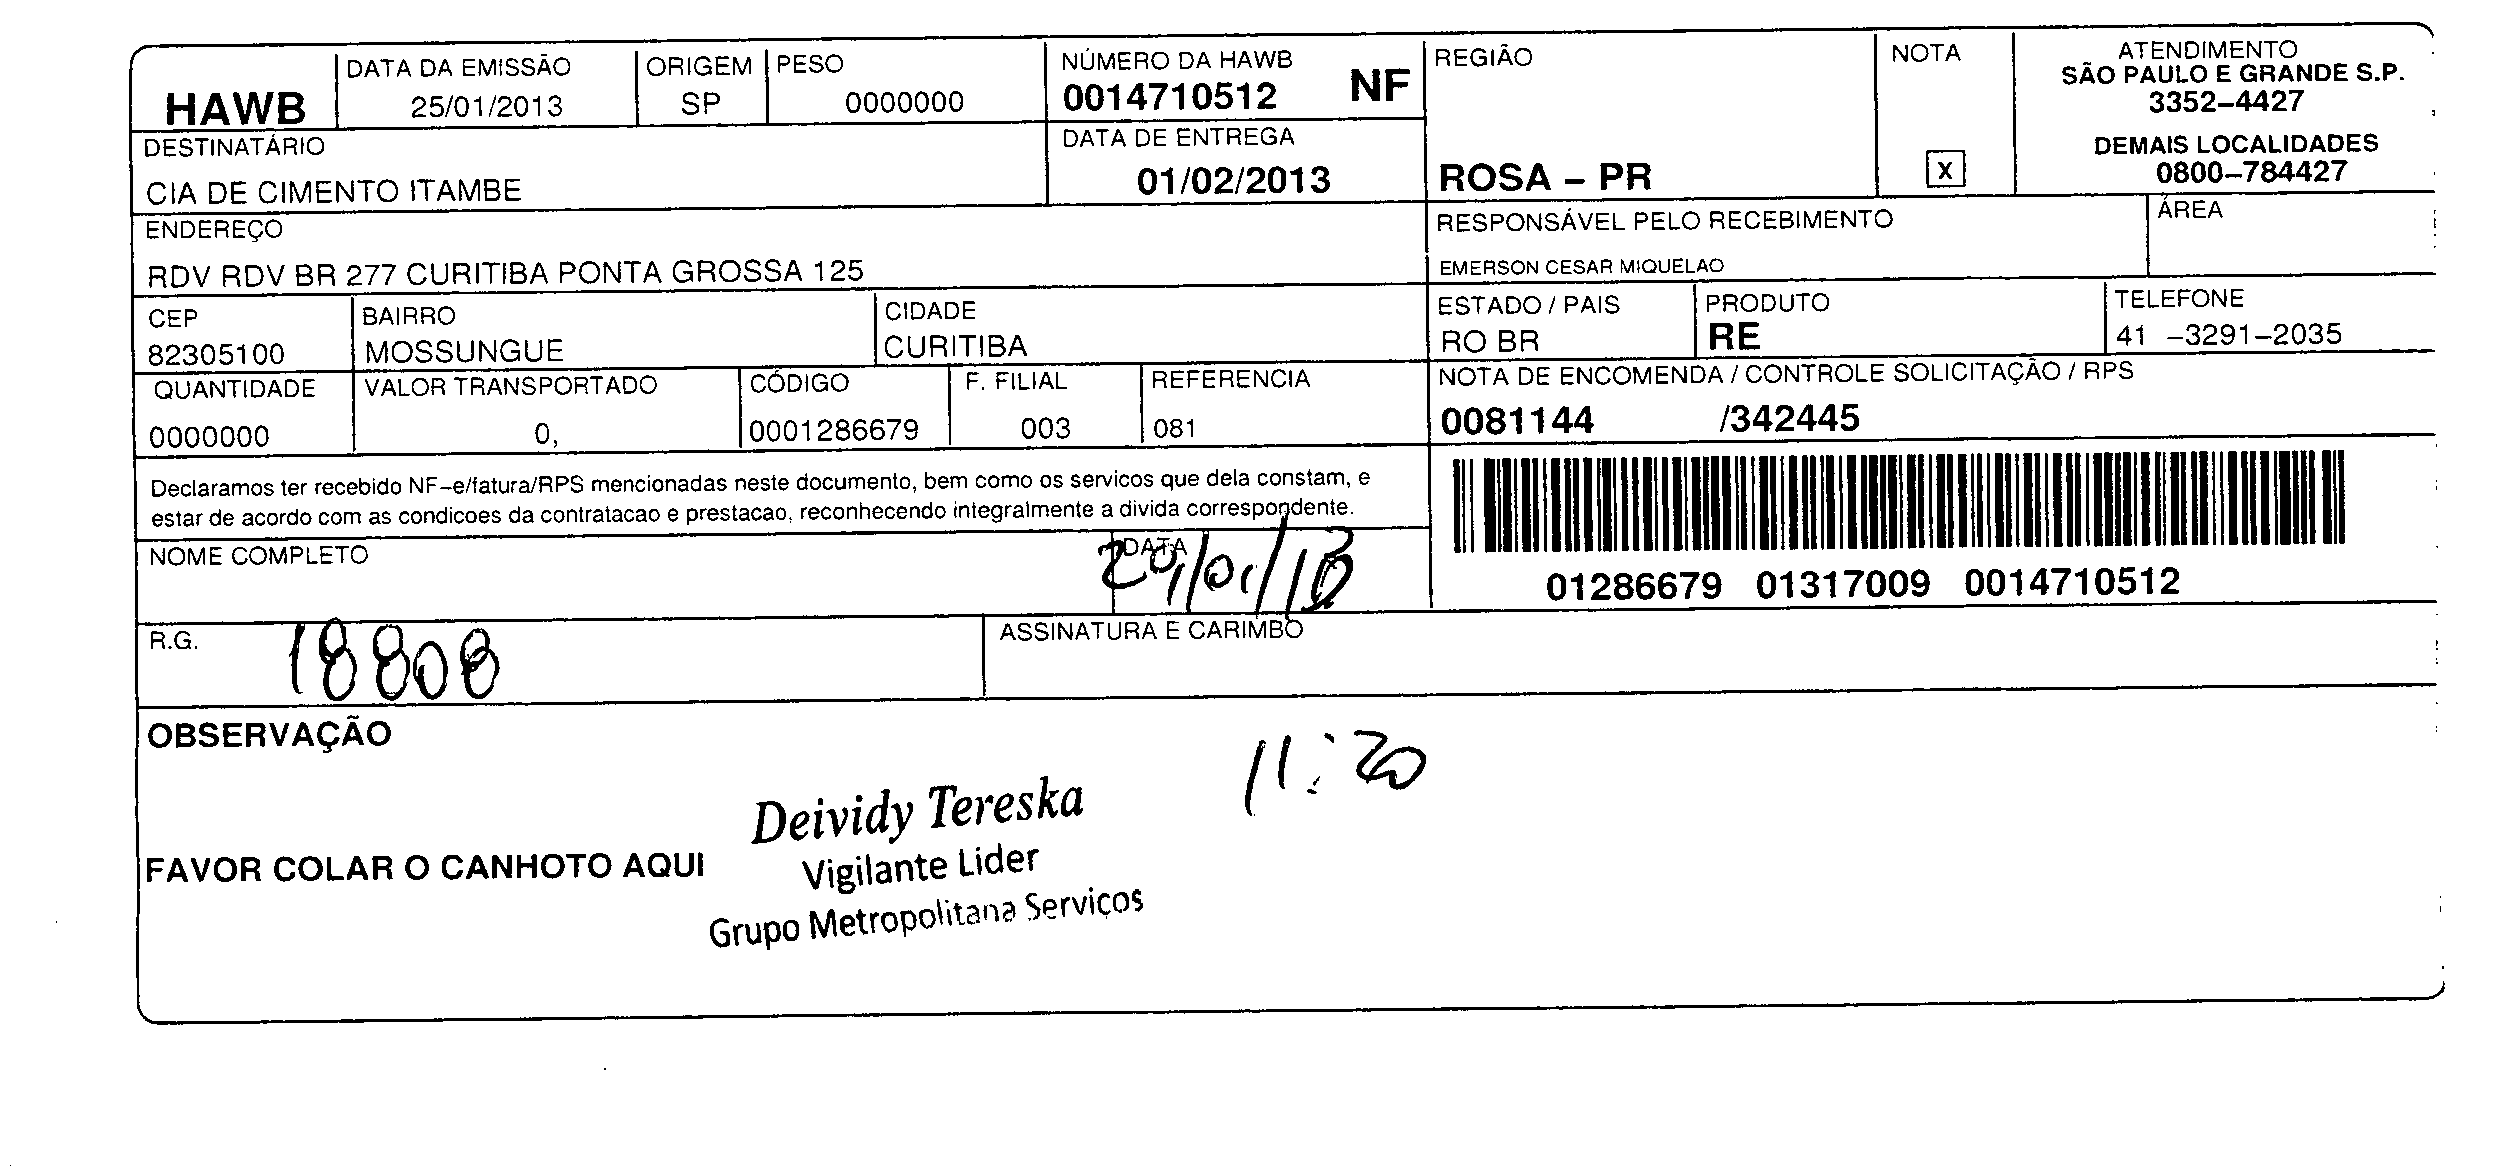 HAWB
DATA DA EMISSÃO
25/01/2013
ORIGEM
SP
PESO
0000000
NÚMERO DA HAWB
0014710512 NF
DATA DE ENTREGA
01/02/2013
REGIÃO
ROSA – PR
NOTA
X
ATENDIMENTO
SÃO PAULO E GRANDE S.P.
3352–4427
DEMAIS LOCALIDADES
0800–784427
DESTINATÁRIO
CIA DE CIMENTO ITAMBE
ENDEREÇO
RDV RDV BR 277 CURITIBA PONTA GROSSA 125
RESPONSÁVEL PELO RECEBIMENTO
EMERSON CESAR MIQUELAO
ÁREA
CEP
82305100
BAIRRO
MOSSUNGUE
CIDADE
CURITIBA
ESTADO / PAIS
RO BR
PRODUTO
RE
TELEFONE
41 –3291–2035
QUANTIDADE
0000000
VALOR TRANSPORTADO
0,
CÓDIGO
0001286679
F. FILIAL
003
REFERENCIA
081
NOTA DE ENCOMENDA / CONTROLE SOLICITAÇÃO / RPS
0081144 /342445
Declaramos ter recebido NF–e/fatura/RPS mencionadas neste documento, bem como os servicos que dela constam, e
estar de acordo com as condicoes da contratacao e prestacao, reconhecendo integralmente a divida correspondente.
01286679 01317009 0014710512
NOME COMPLETO
DATA
29/01/13
R.G.
18808
ASSINATURA E CARIMBO
OBSERVAÇÃO
11:20
Deividy Tereska
Vigilante Lider
Grupo Metropolitana Serviços
FAVOR COLAR O CANHOTO AQUI